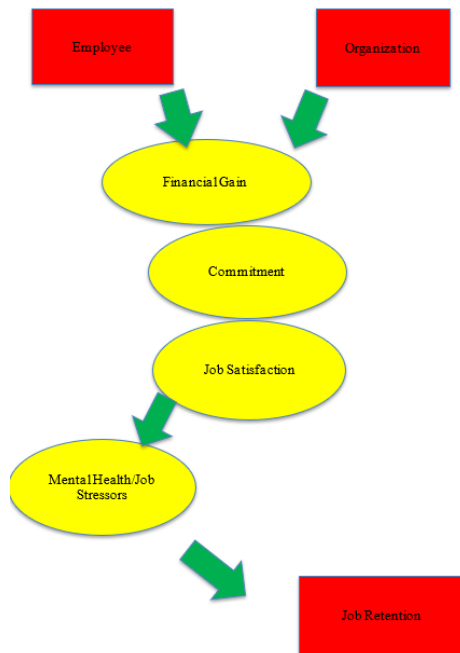 Employee
Organization
Financial Gain
Commitment
Job Satisfaction
Mental Health/Job
Stressors
Job Retention